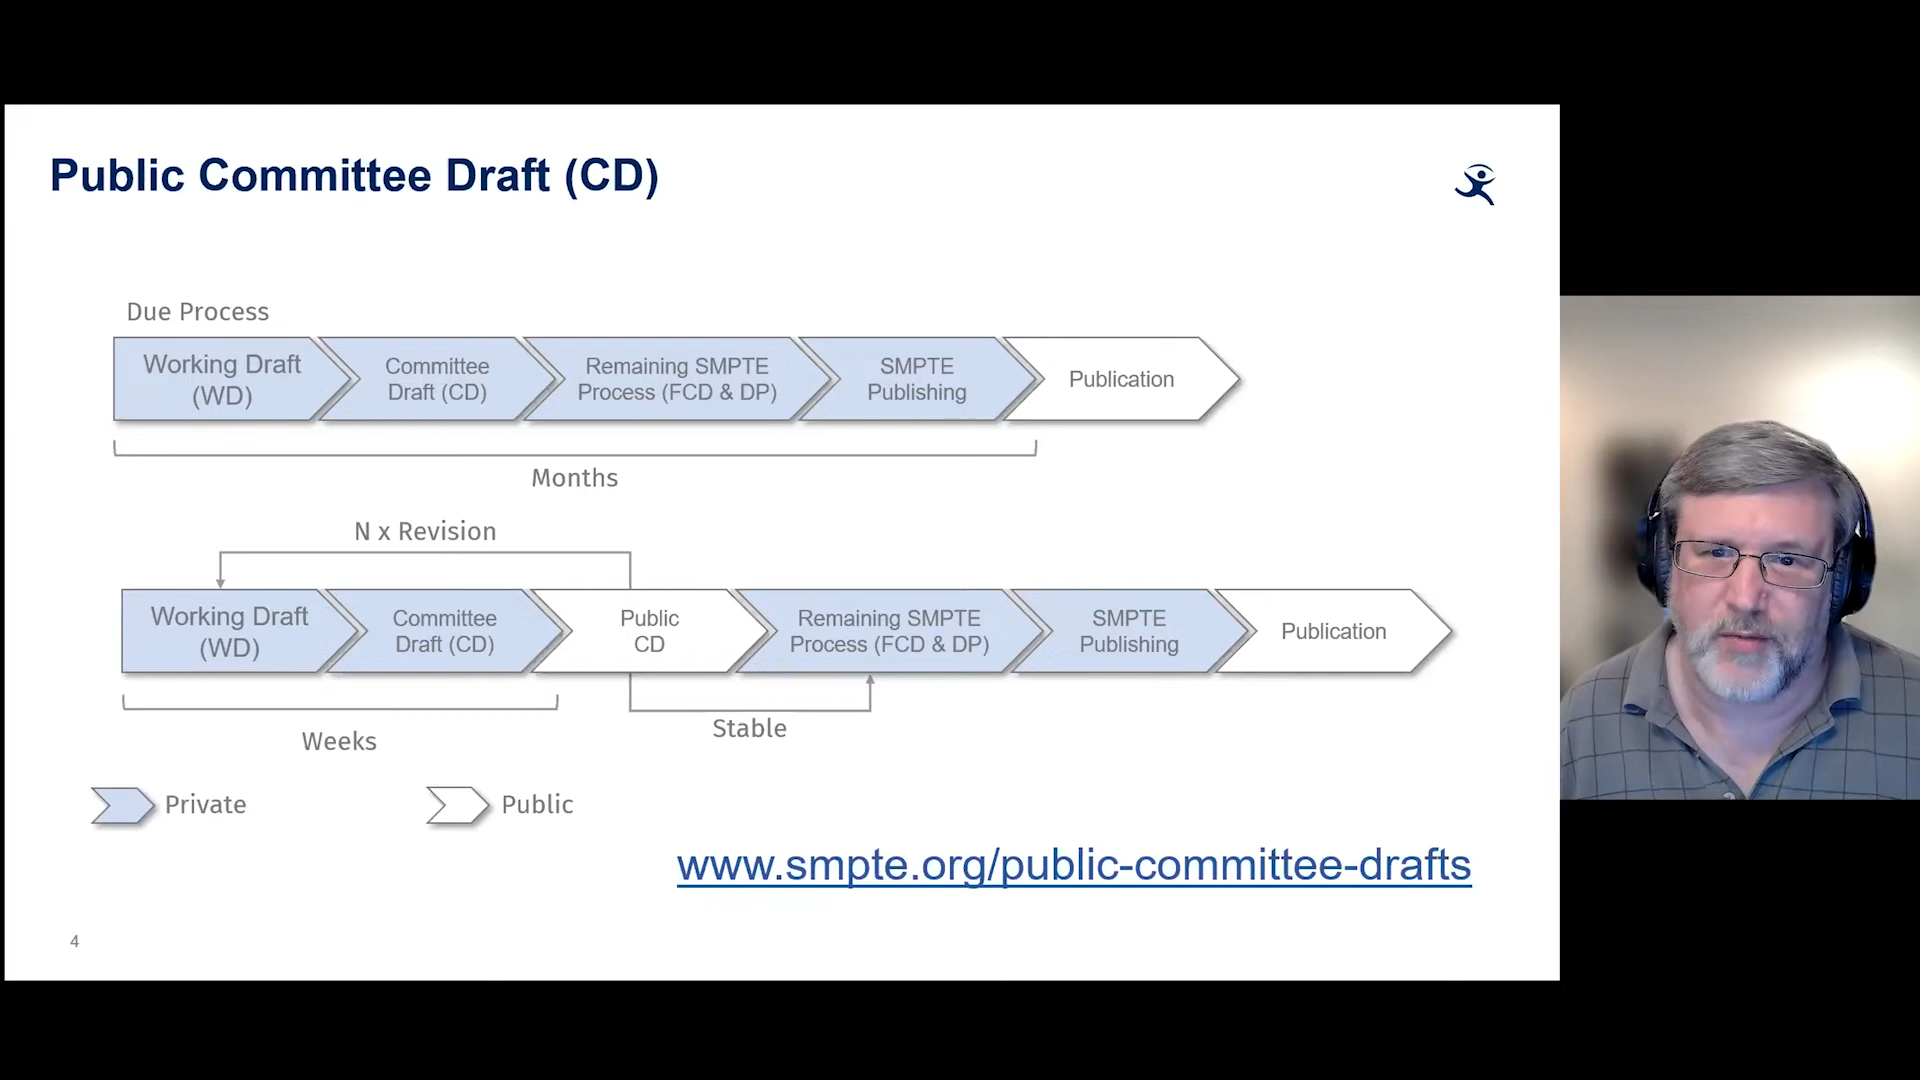 Public Committee Draft (CD)
Due Process
Working Draft
(WD)
Committee
Draft (CD)
Remaining SMPTE
Process (FCD & DP)
SMPTE
Publishing
Publication
Months
N x Revision
Working Draft
(WD)
Committee
Draft (CD)
Public
CD
Remaining SMPTE
Process (FCD & DP)
SMPTE
Publishing
Publication
Weeks
Stable
Private
Public
www.smpte.org/public-committee-drafts
4